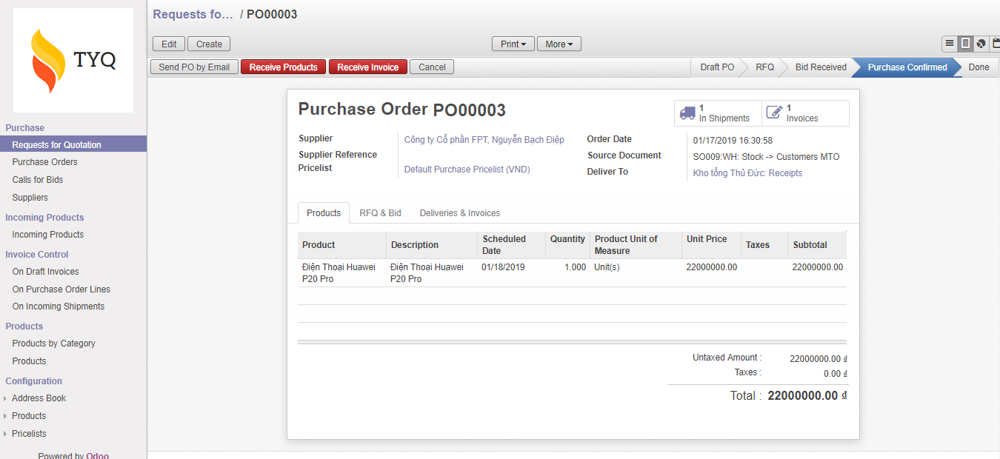 TYQ
Purchase
Requests for Quotation
Purchase Orders
Calls for Bids
Suppliers
Incoming Products
Incoming Products
Invoice Control
On Draft Invoices
On Purchase Order Lines
On Incoming Shipments
Products
Products by Category
Products
Configuration
Address Book
Products
Pricelists
Powered by Odoo
Requests fo... / PO00003
Edit Create Print More
Send PO by Email Receive Products Receive Invoice Cancel Draft PO RFQ Bid Received Purchase Confirmed Done
Purchase Order PO00003
1
In Shipments
1
Invoices
Supplier Công ty Cổ phần FPT, Nguyễn Bạch Điệp
Supplier Reference
Pricelist Default Purchase Pricelist (VND)
Order Date 01/17/2019 16:30:58
Source Document SO009:WH: Stock -> Customers MTO
Deliver To Kho tổng Thủ Đức: Receipts
Products RFQ & Bid Deliveries & Invoices
Product Description Scheduled Date Quantity Product Unit of Measure Unit Price Taxes Subtotal
Điện Thoại Huawei Điện Thoại Huawei 01/18/2019 1.000 Unit(s) 22000000.00 22000000.00
P20 Pro P20 Pro
Untaxed Amount : 22000000.00 ₫
Taxes : 0.00 ₫
Total : 22000000.00 ₫